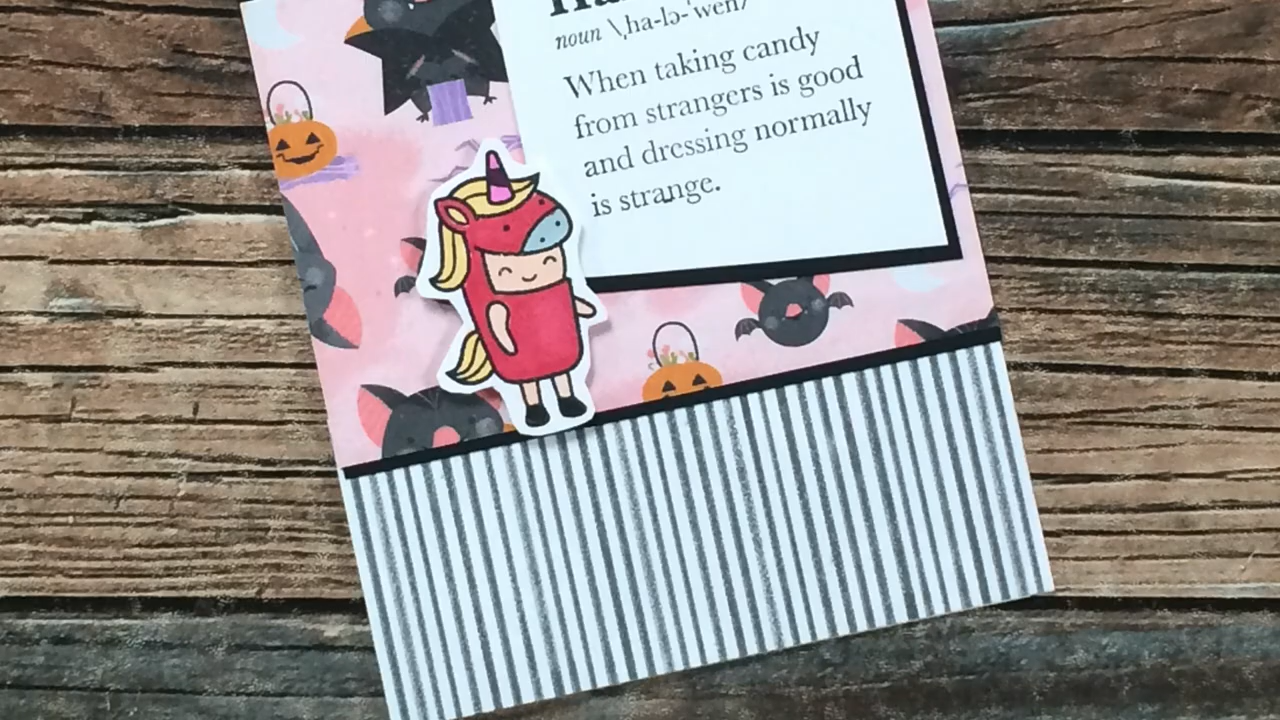 noun \ˌha-lə-ˈwēn/
When taking candy
from strangers is good
and dressing normally
is strange.